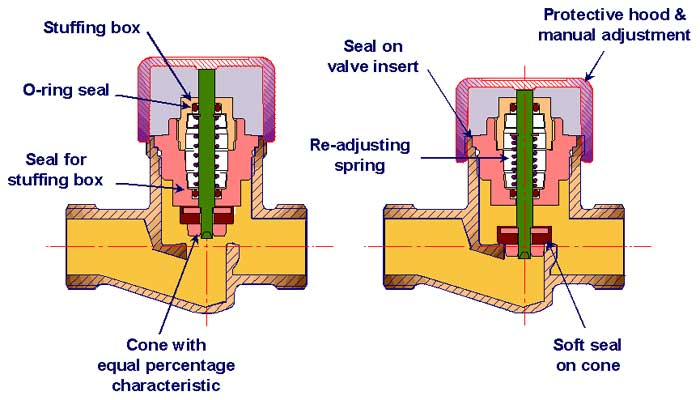 Stuffing box
O-ring seal
Seal for
stuffing box
Cone with
equal percentage
characteristic
Protective hood &
manual adjustment
Seal on
valve insert
Re-adjusting
spring
Soft seal
on cone